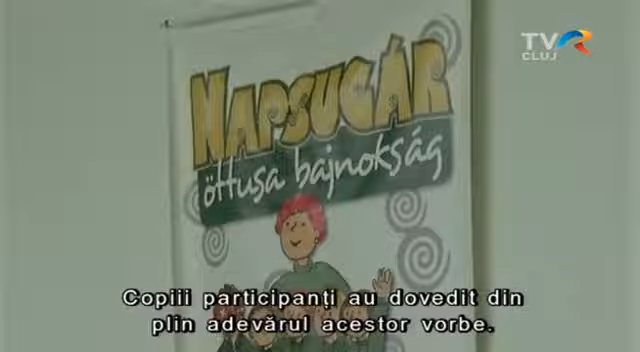 TVR
CLUJ
NAPSUGÁR
öttusa bajnokság
Copiii participanți au dovedit din
plin adevărul acestor vorbe.